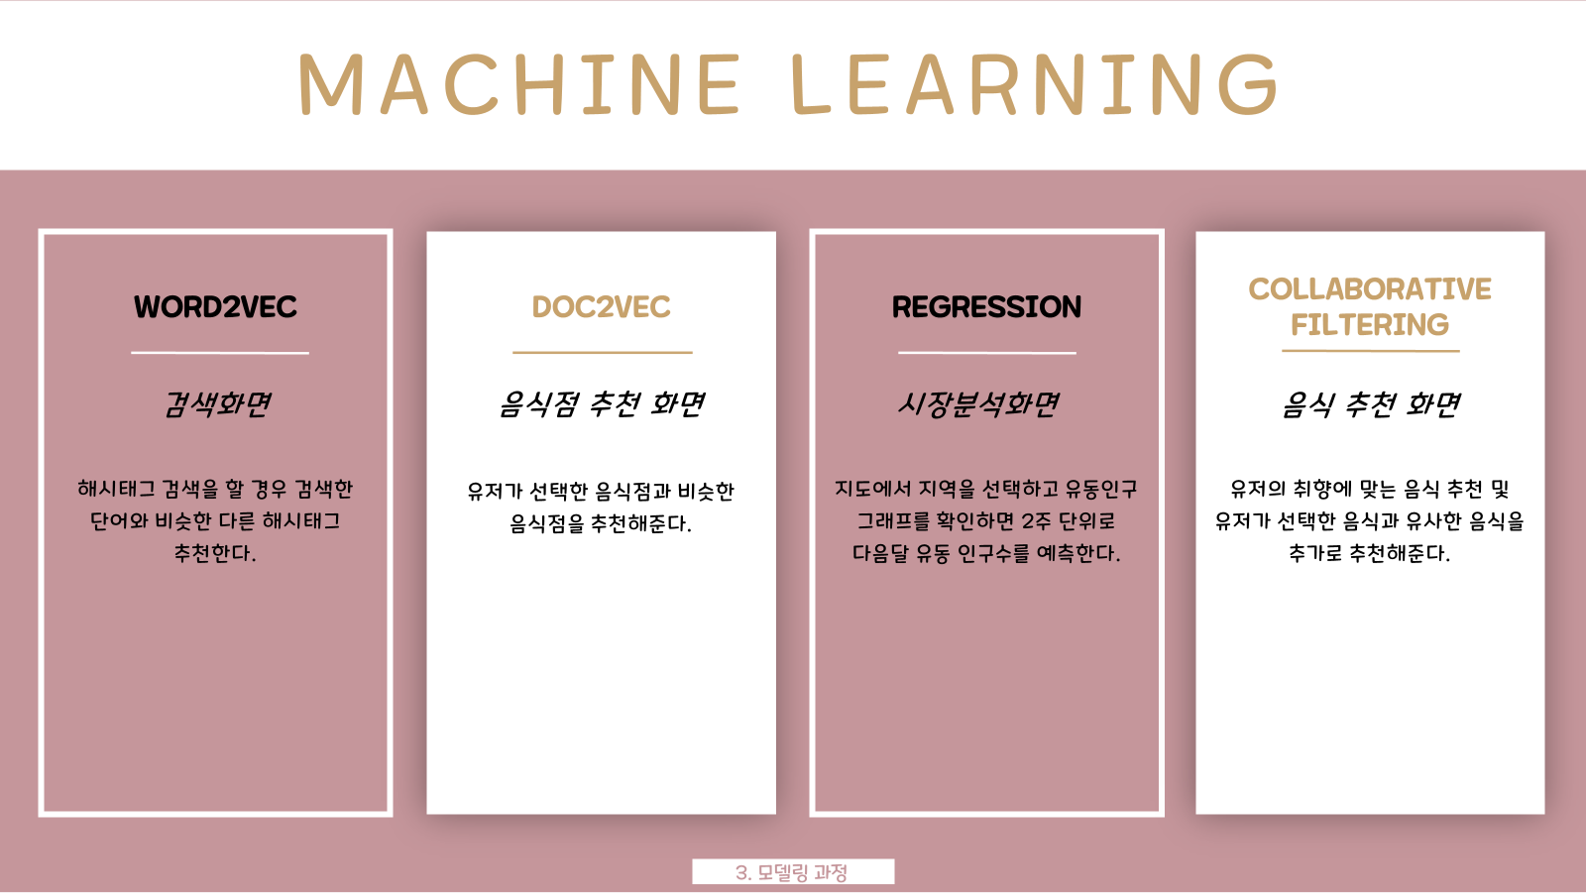 MACHINE LEARNING
WORD2VEC
검색화면
해시태그 검색을 할 경우 검색한
단어와 비슷한 다른 해시태그
추천한다.
DOC2VEC
음식점 추천 화면
유저가 선택한 음식점과 비슷한
음식점을 추천해준다.
REGRESSION
시장분석화면
지도에서 지역을 선택하고 유동인구
그래프를 확인하면 2주 단위로
다음달 유동 인구수를 예측한다.
COLLABORATIVE
FILTERING
음식 추천 화면
유저의 취향에 맞는 음식 추천 및
유저가 선택한 음식과 유사한 음식을
추가로 추천해준다.
3. 모델링 과정